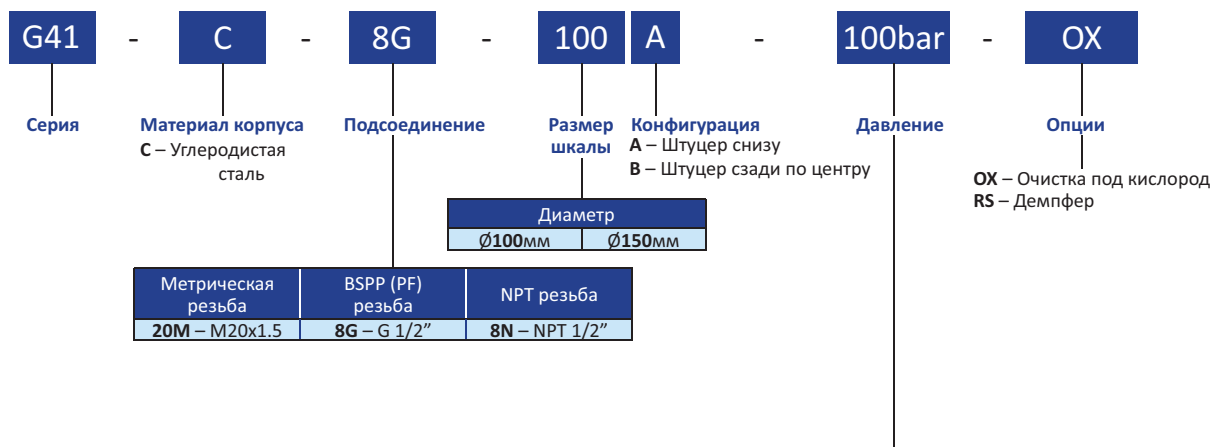 G41 - C - 8G - 100 A - 100bar - OX
Серия
Материал корпуса
C – Углеродистая
сталь
Подсоединение
Размер
шкалы
Конфигурация
A – Штуцер снизу
B – Штуцер сзади по центру
Давление
Опции
OX – Очистка под кислород
RS – Демпфер
Диаметр
Ø100мм Ø150мм
Метрическая
резьба
BSPP (PF)
резьба
NPT резьба
20M – M20x1.5 8G – G 1/2” 8N – NPT 1/2”